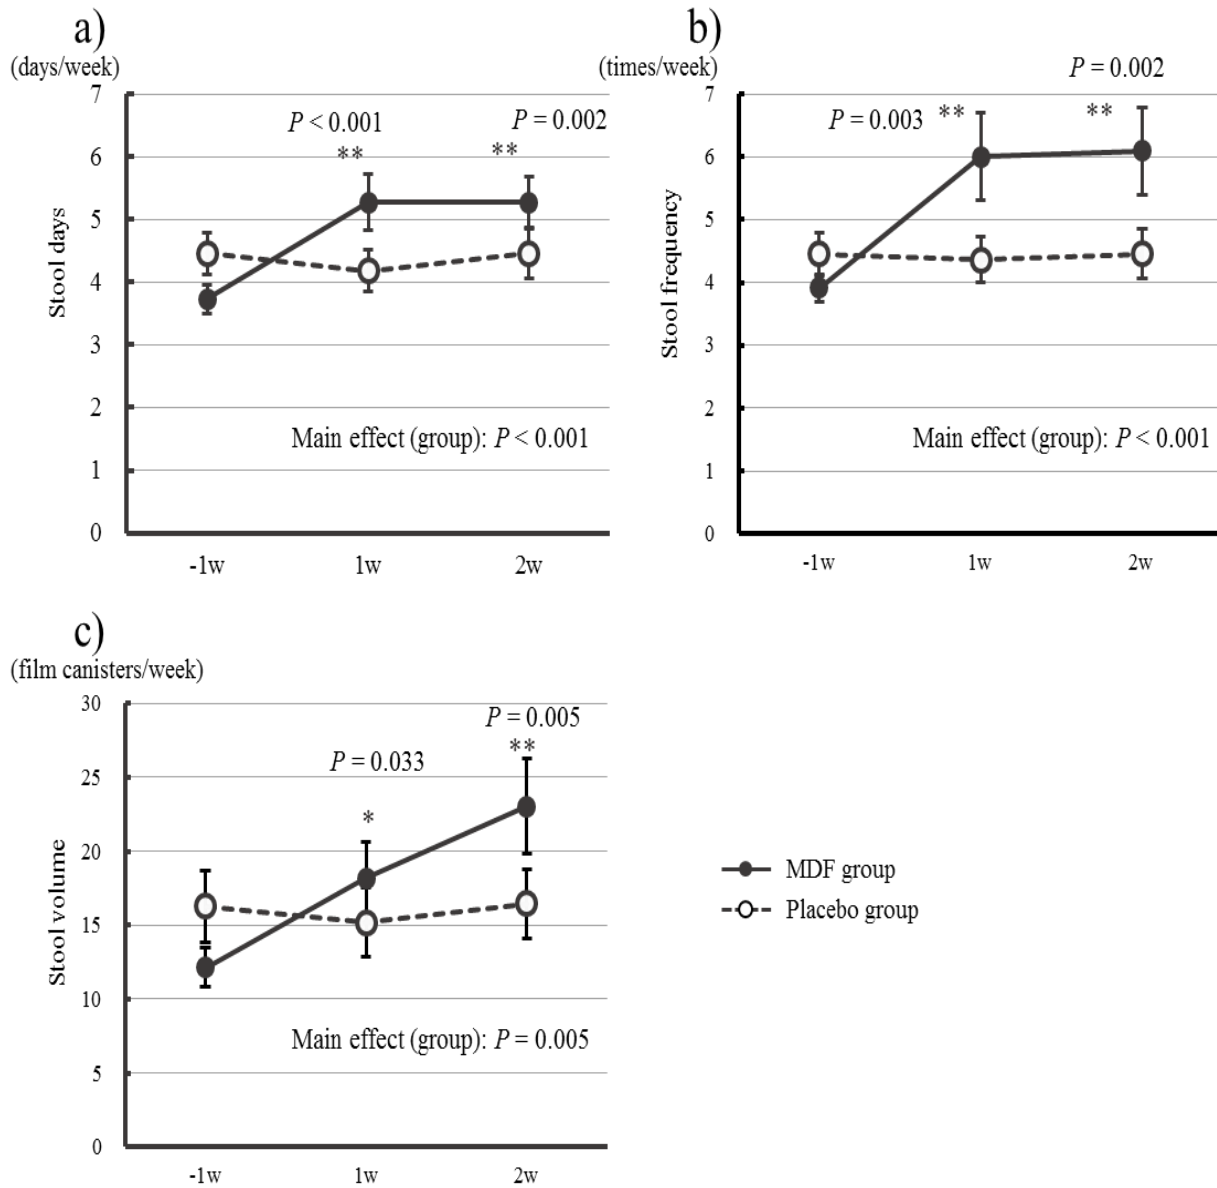 a)
(days/week)
7
6
5
4
3
2
1
0
Stool days
P < 0.001
**
P = 0.002
**
Main effect (group): P < 0.001
-1w 1w 2w
b)
(times/week)
7
6
5
4
3
2
1
0
Stool frequency
P = 0.003 **
P = 0.002
**
Main effect (group): P < 0.001
-1w 1w 2w
c)
(film canisters/week)
30
25
20
15
10
5
0
Stool volume
P = 0.033
*
P = 0.005
**
Main effect (group): P = 0.005
-1w 1w 2w
MDF group
Placebo group